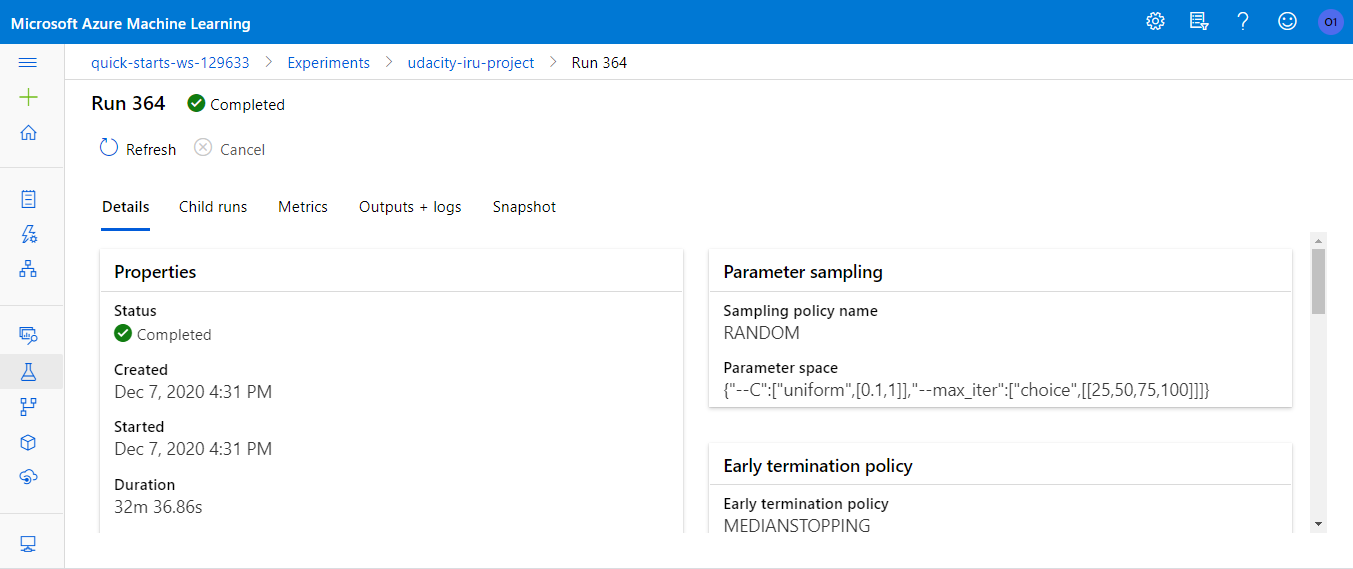 Microsoft Azure Machine Learning
O1
quick-starts-ws-129633 > Experiments > udacity-iru-project > Run 364
Run 364 Completed
Refresh Cancel
Details Child runs Metrics Outputs + logs Snapshot
Properties
Status
Completed
Created
Dec 7, 2020 4:31 PM
Started
Dec 7, 2020 4:31 PM
Duration
32m 36.86s
Parameter sampling
Sampling policy name
RANDOM
Parameter space
{"--C":["uniform",[0.1,1]],"--max_iter":["choice",[[25,50,75,100]]]}
Early termination policy
Early termination policy
MEDIANSTOPPING